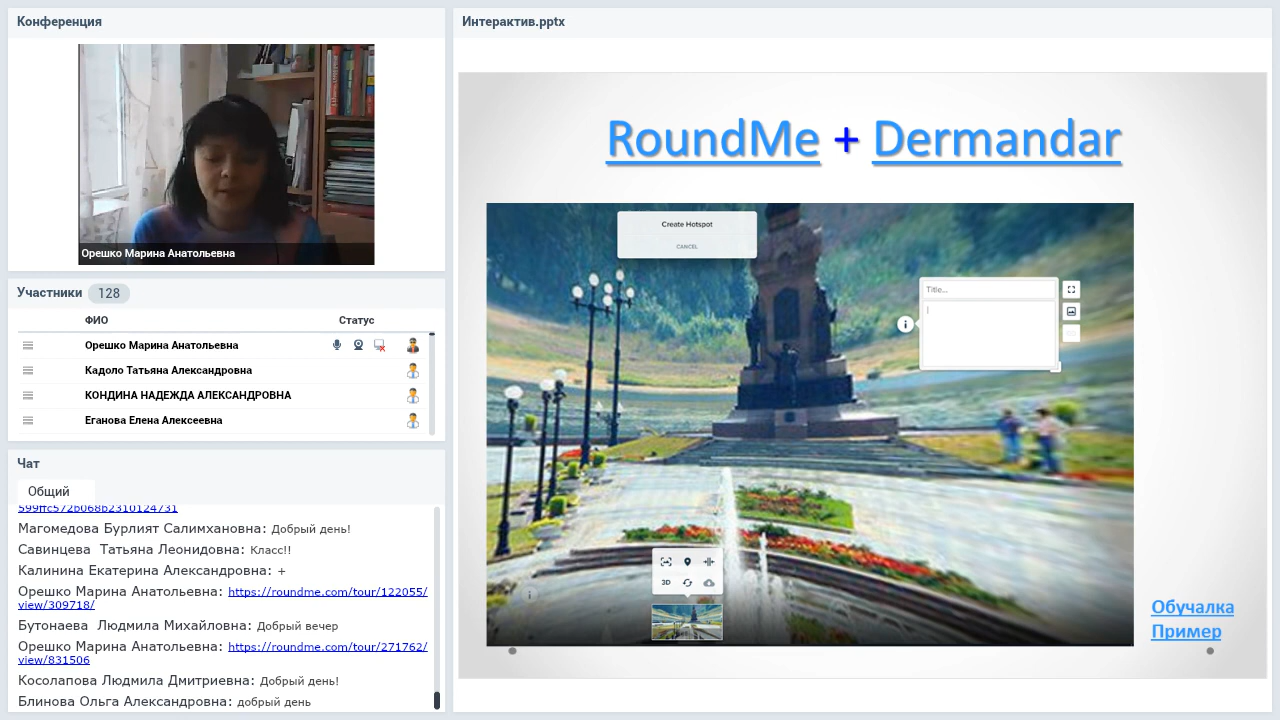 Конференция
Орешко Марина Анатольевна
Участники 128
ФИО Статус
Орешко Марина Анатольевна
Кадоло Татьяна Александровна
КОНДИНА НАДЕЖДА АЛЕКСАНДРОВНА
Еганова Елена Алексеевна
Чат
Общий
599ffc572b068b2310124731
Магомедова Бурлият Салимхановна: Добрый день!
Савинцева Татьяна Леонидовна: Класс!!
Калинина Екатерина Александровна: +
Орешко Марина Анатольевна: https://roundme.com/tour/122055/
view/309718/
Бутонаева Людмила Михайловна: Добрый вечер
Орешко Марина Анатольевна: https://roundme.com/tour/271762/
view/831506
Косолапова Людмила Дмитриевна: Добрый день!
Блинова Ольга Александровна: добрый день
Интерактив.pptx
RoundMe + Dermandar
Create Hotspot
CANCEL
Title...
i
3D
Обучалка
Пример